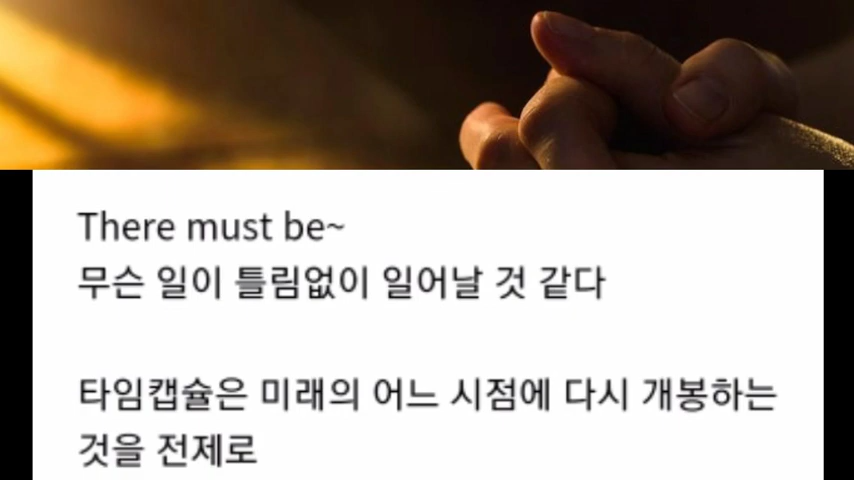 There must be~
무슨 일이 틀림없이 일어날 것 같다
타임캡슐은 미래의 어느 시점에 다시 개봉하는
것을 전제로